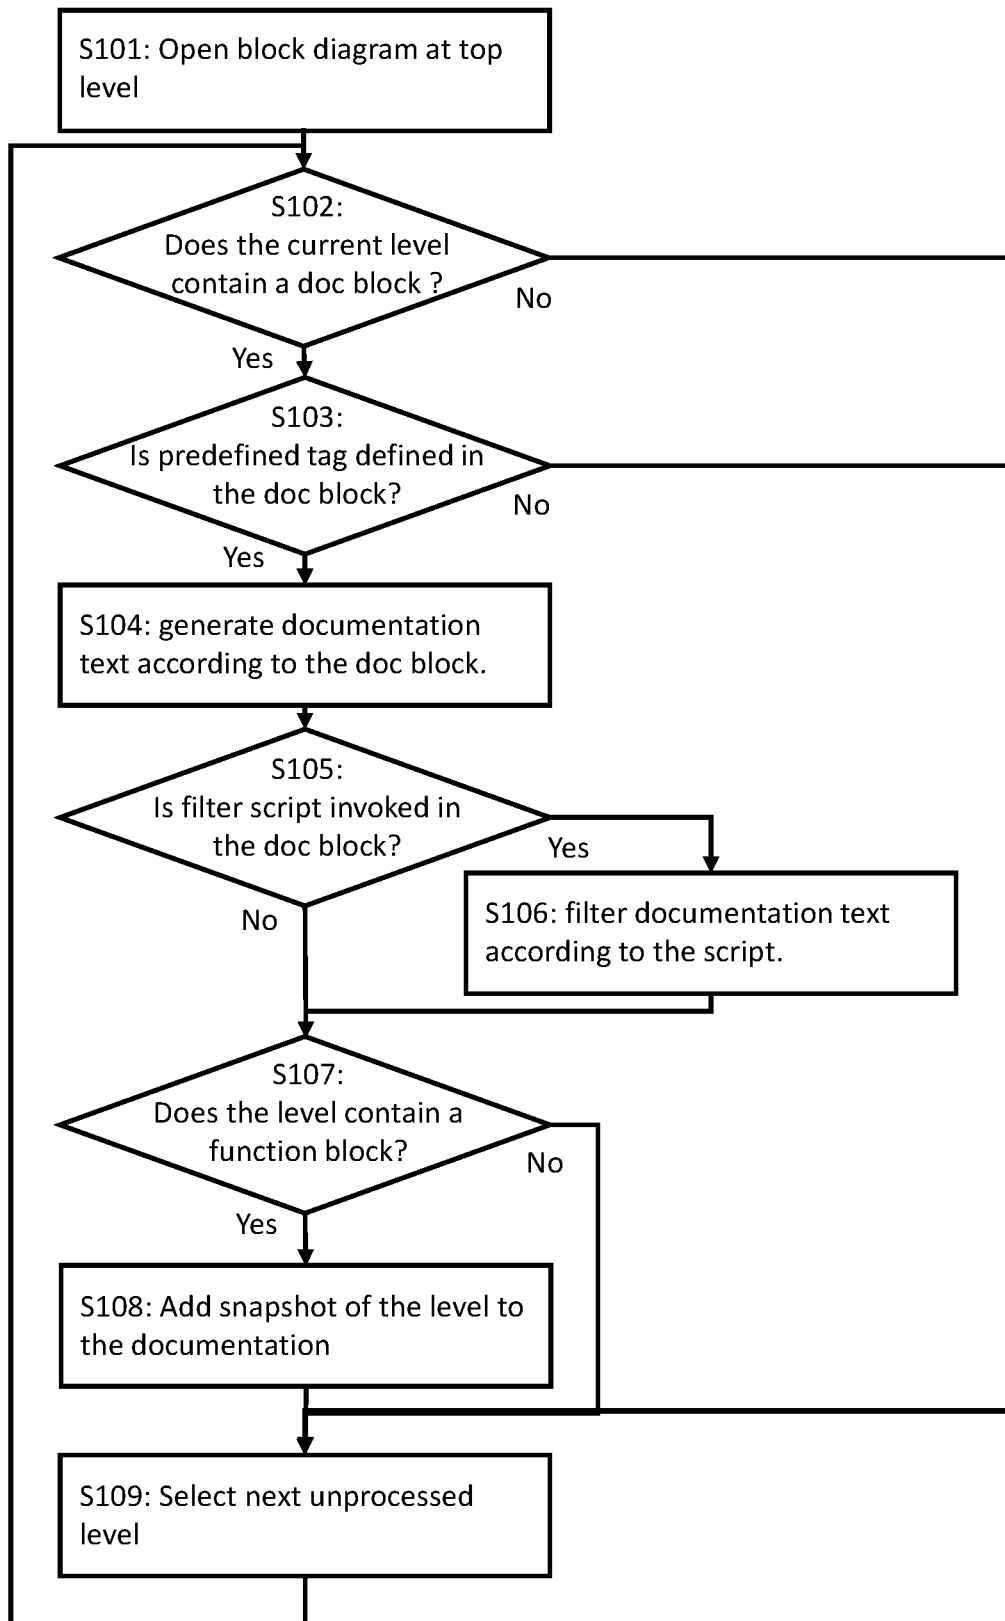 S101: Open block diagram at top
level
S102:
Does the current level
contain a doc block ?
No
Yes
S103:
Is predefined tag defined in
the doc block?
No
Yes
S104: generate documentation
text according to the doc block.
S105:
Is filter script invoked in
the doc block?
Yes
No
S106: filter documentation text
according to the script.
S107:
Does the level contain a
function block?
No
Yes
S108: Add snapshot of the level to
the documentation
S109: Select next unprocessed
level